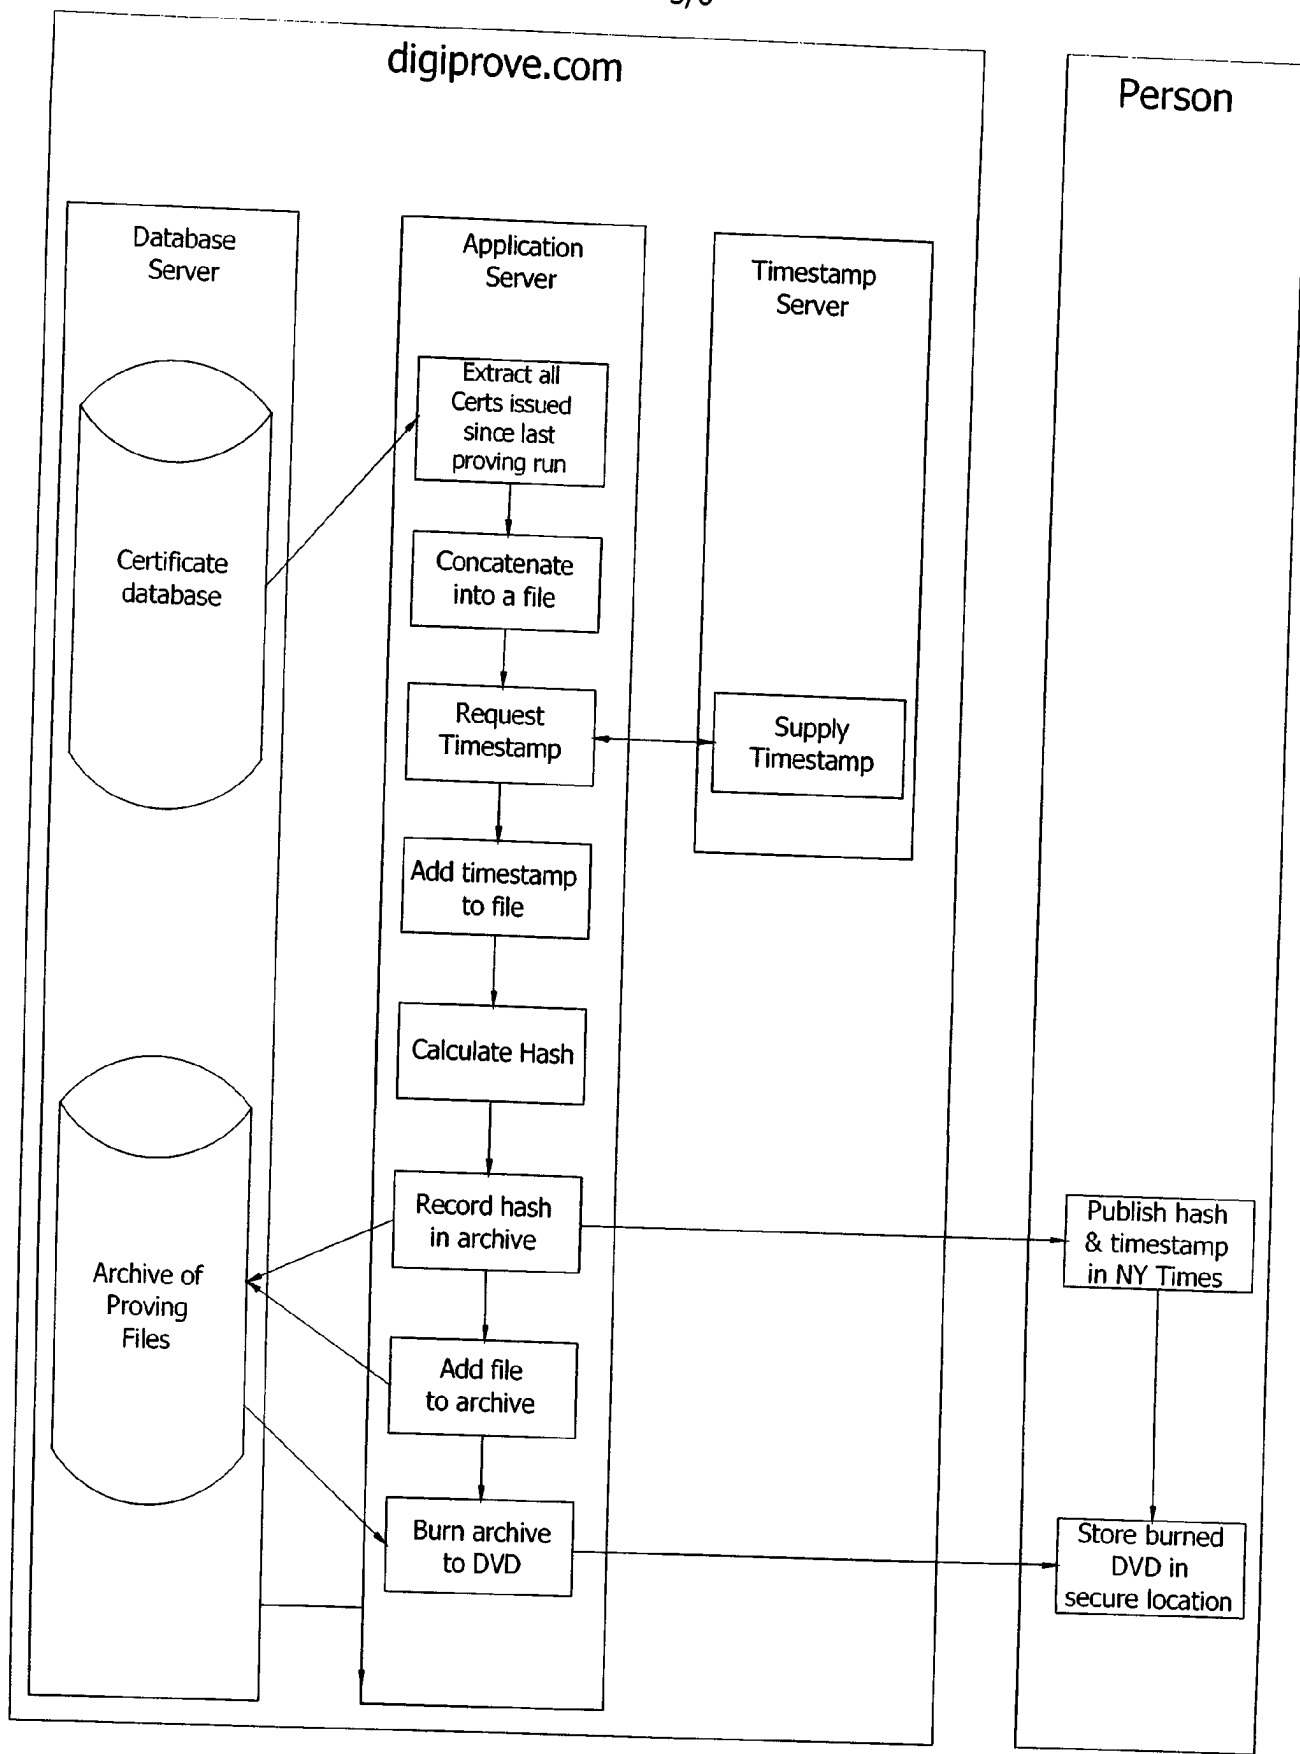 digiprove.com
Person
Database
Server
Application
Server
Timestamp
Server
Extract all
Certs issued
since last
proving run
Certificate
database
Concatenate
into a file
Request
Timestamp
Supply
Timestamp
Add timestamp
to file
Calculate Hash
Record hash
in archive
Publish hash
& timestamp
in NY Times
Archive of
Proving
Files
Add file
to archive
Burn archive
to DVD
Store burned
DVD in
secure location